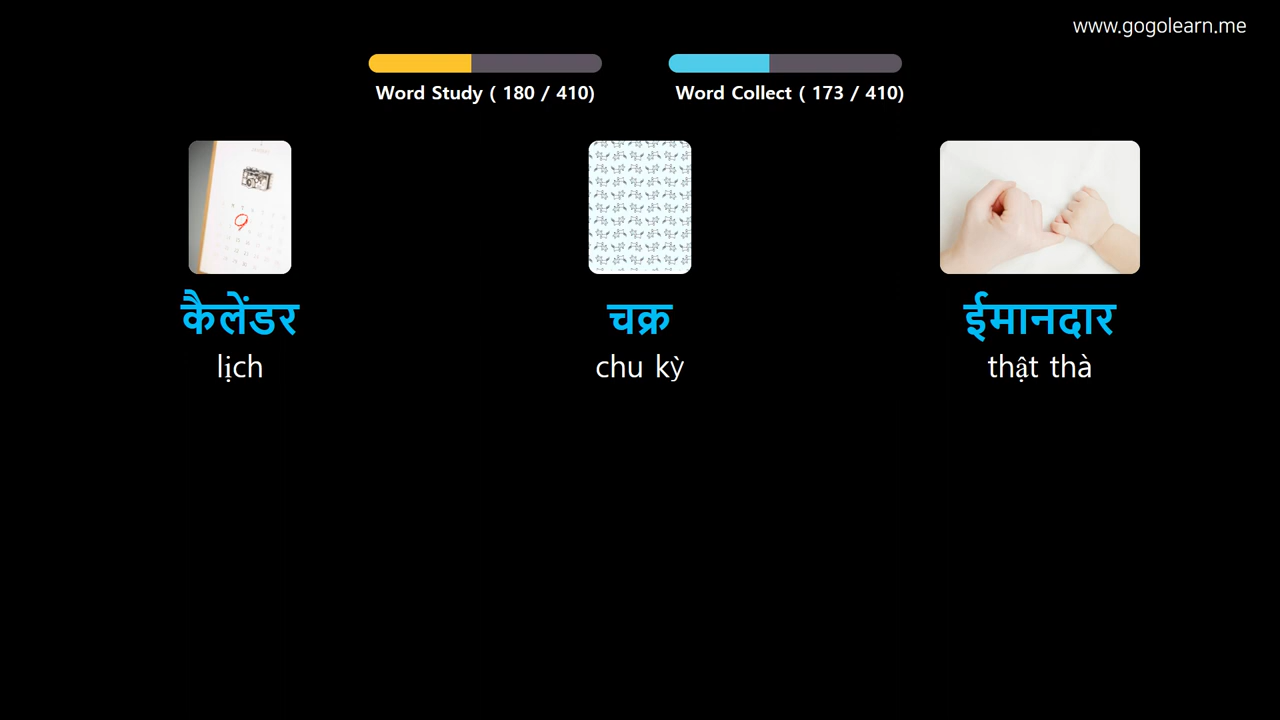 www.gogolearn.me
Word Study ( 180 / 410)
Word Collect ( 173 / 410)
कैलेंडर
lịch
चक्र
chu kỳ
ईमानदार
thật thà